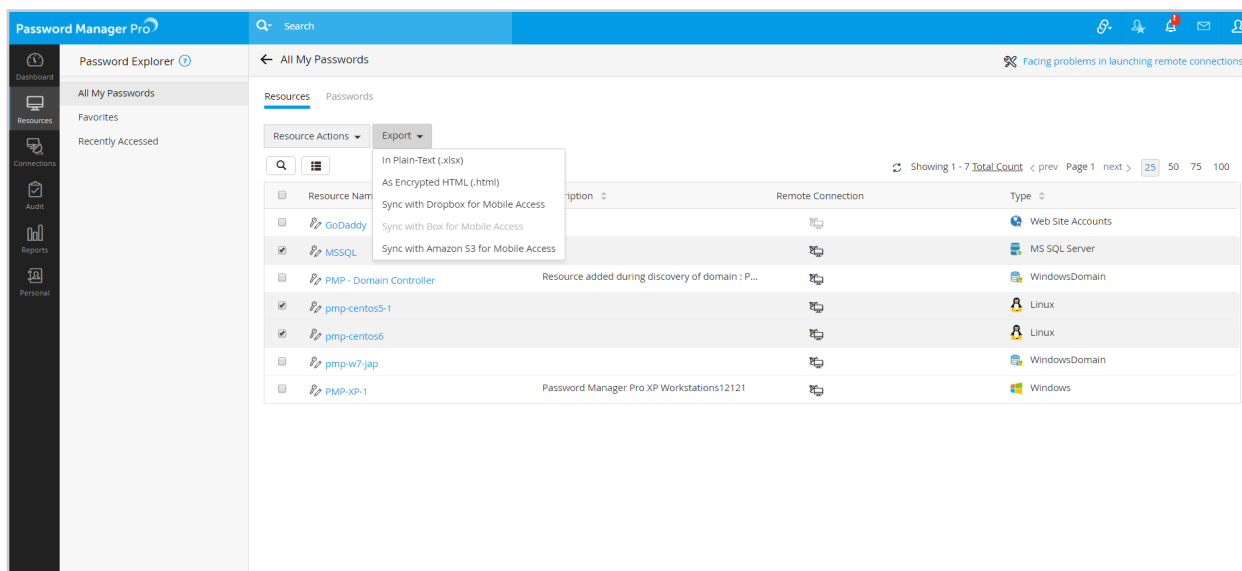 Password Manager Pro
Search
Dashboard
Resources
Connections
Audit
Reports
Personal
Password Explorer ?
All My Passwords
Favorites
Recently Accessed
All My Passwords
Facing problems in launching remote connections
Resources Passwords
Resource Actions Export
In Plain-Text (.xlsx)
As Encrypted HTML (.html)
Sync with Dropbox for Mobile Access
Sync with Box for Mobile Access
Sync with Amazon S3 for Mobile Access
Showing 1 - 7 Total Count < prev Page 1 next > 25 50 75 100
Resource Nam ription Remote Connection Type
GoDaddy Web Site Accounts
MSSQL MS SQL Server
PMP - Domain Controller Resource added during discovery of domain : P... WindowsDomain
pmp-centos5-1 Linux
pmp-centos6 Linux
pmp-w7-jap WindowsDomain
PMP-XP-1 Password Manager Pro XP Workstations12121 Windows